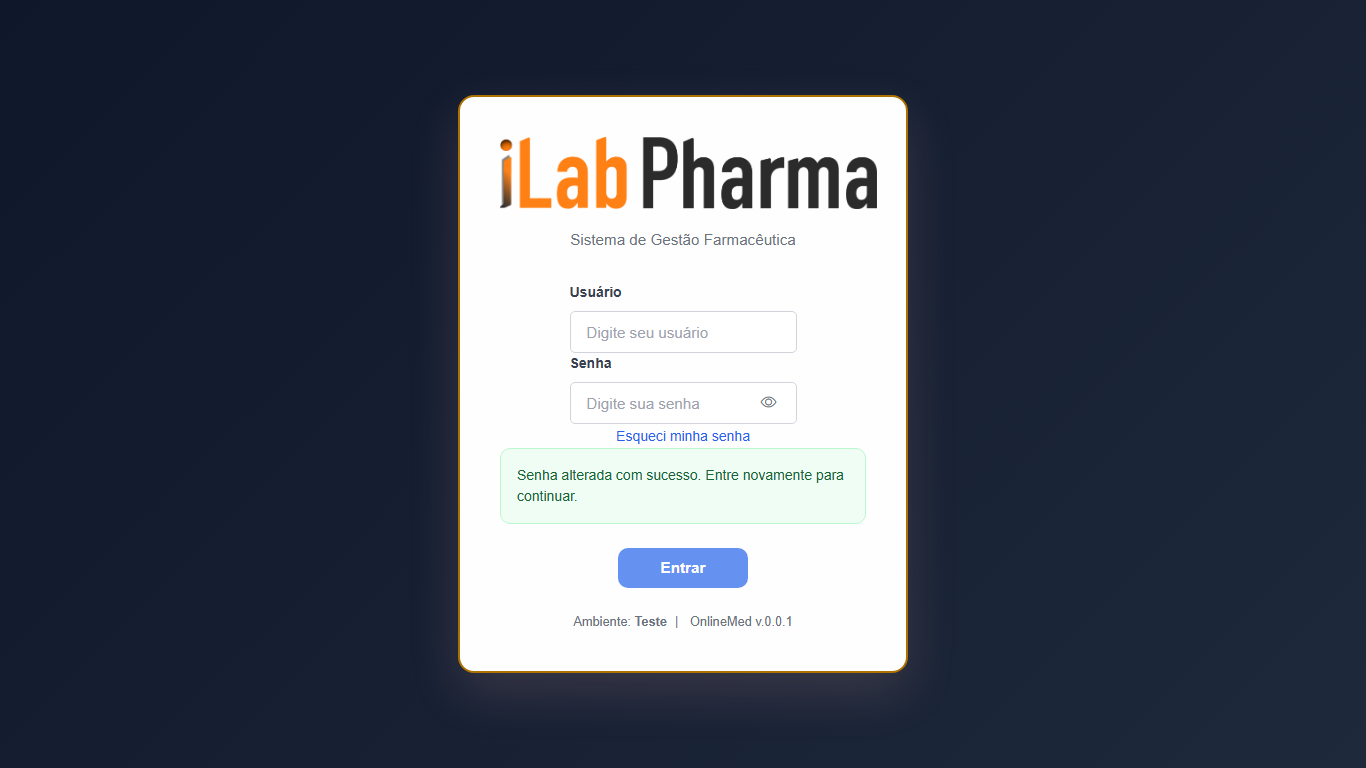 iLab Pharma
Sistema de Gestão Farmacêutica
Usuário
Digite seu usuário
Senha
Digite sua senha
Esqueci minha senha
Senha alterada com sucesso. Entre novamente para
continuar.
Entrar
Ambiente: Teste | OnlineMed v.0.0.1